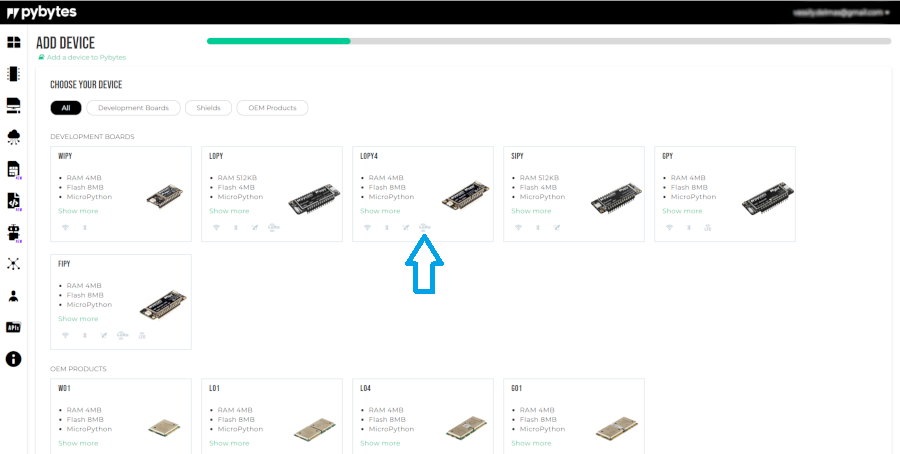 pybytes
ADD DEVICE
Add a device to Pybytes
CHOOSE YOUR DEVICE
All
Development Boards
Shields
OEM Products
DEVELOPMENT BOARDS
WIPY
RAM 4MB
Flash 8MB
MicroPython
Show more
LOPY
RAM 512KB
Flash 4MB
MicroPython
Show more
LOPY4
RAM 4MB
Flash 8MB
MicroPython
Show more
SIPY
RAM 512KB
Flash 4MB
MicroPython
Show more
GPY
RAM 4MB
Flash 8MB
MicroPython
Show more
FIPY
RAM 4MB
Flash 8MB
MicroPython
Show more
APIs
OEM PRODUCTS
W01
RAM 4MB
Flash 8MB
MicroPython
Show more
L01
RAM 4MB
Flash 8MB
MicroPython
Show more
L04
RAM 4MB
Flash 8MB
MicroPython
Show more
G01
RAM 4MB
Flash 8MB
MicroPython
Show more